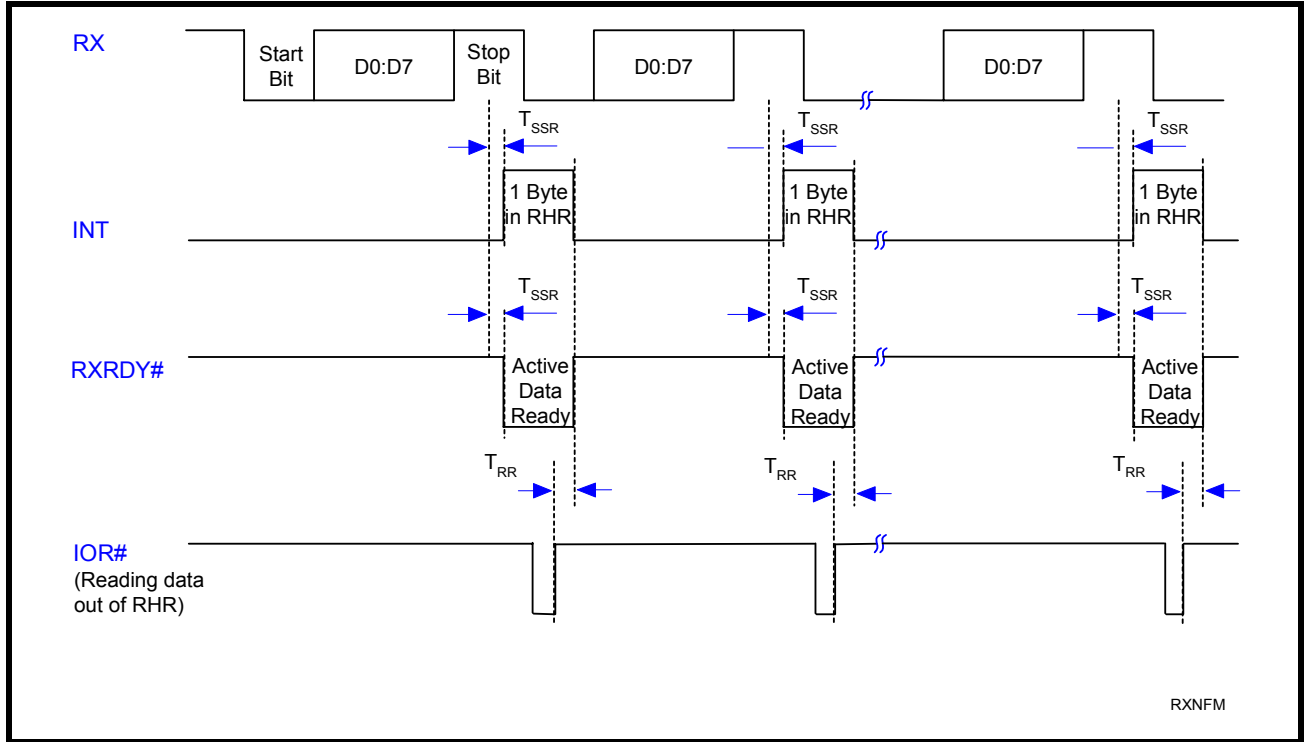 RX
Start
Bit
D0:D7
Stop
Bit
D0:D7
D0:D7
TSSR
TSSR
TSSR
INT
1 Byte
in RHR
1 Byte
in RHR
1 Byte
in RHR
TSSR
TSSR
TSSR
RXRDY#
Active
Data
Ready
Active
Data
Ready
Active
Data
Ready
TRR
TRR
TRR
IOR#
(Reading data
out of RHR)
RXNFM